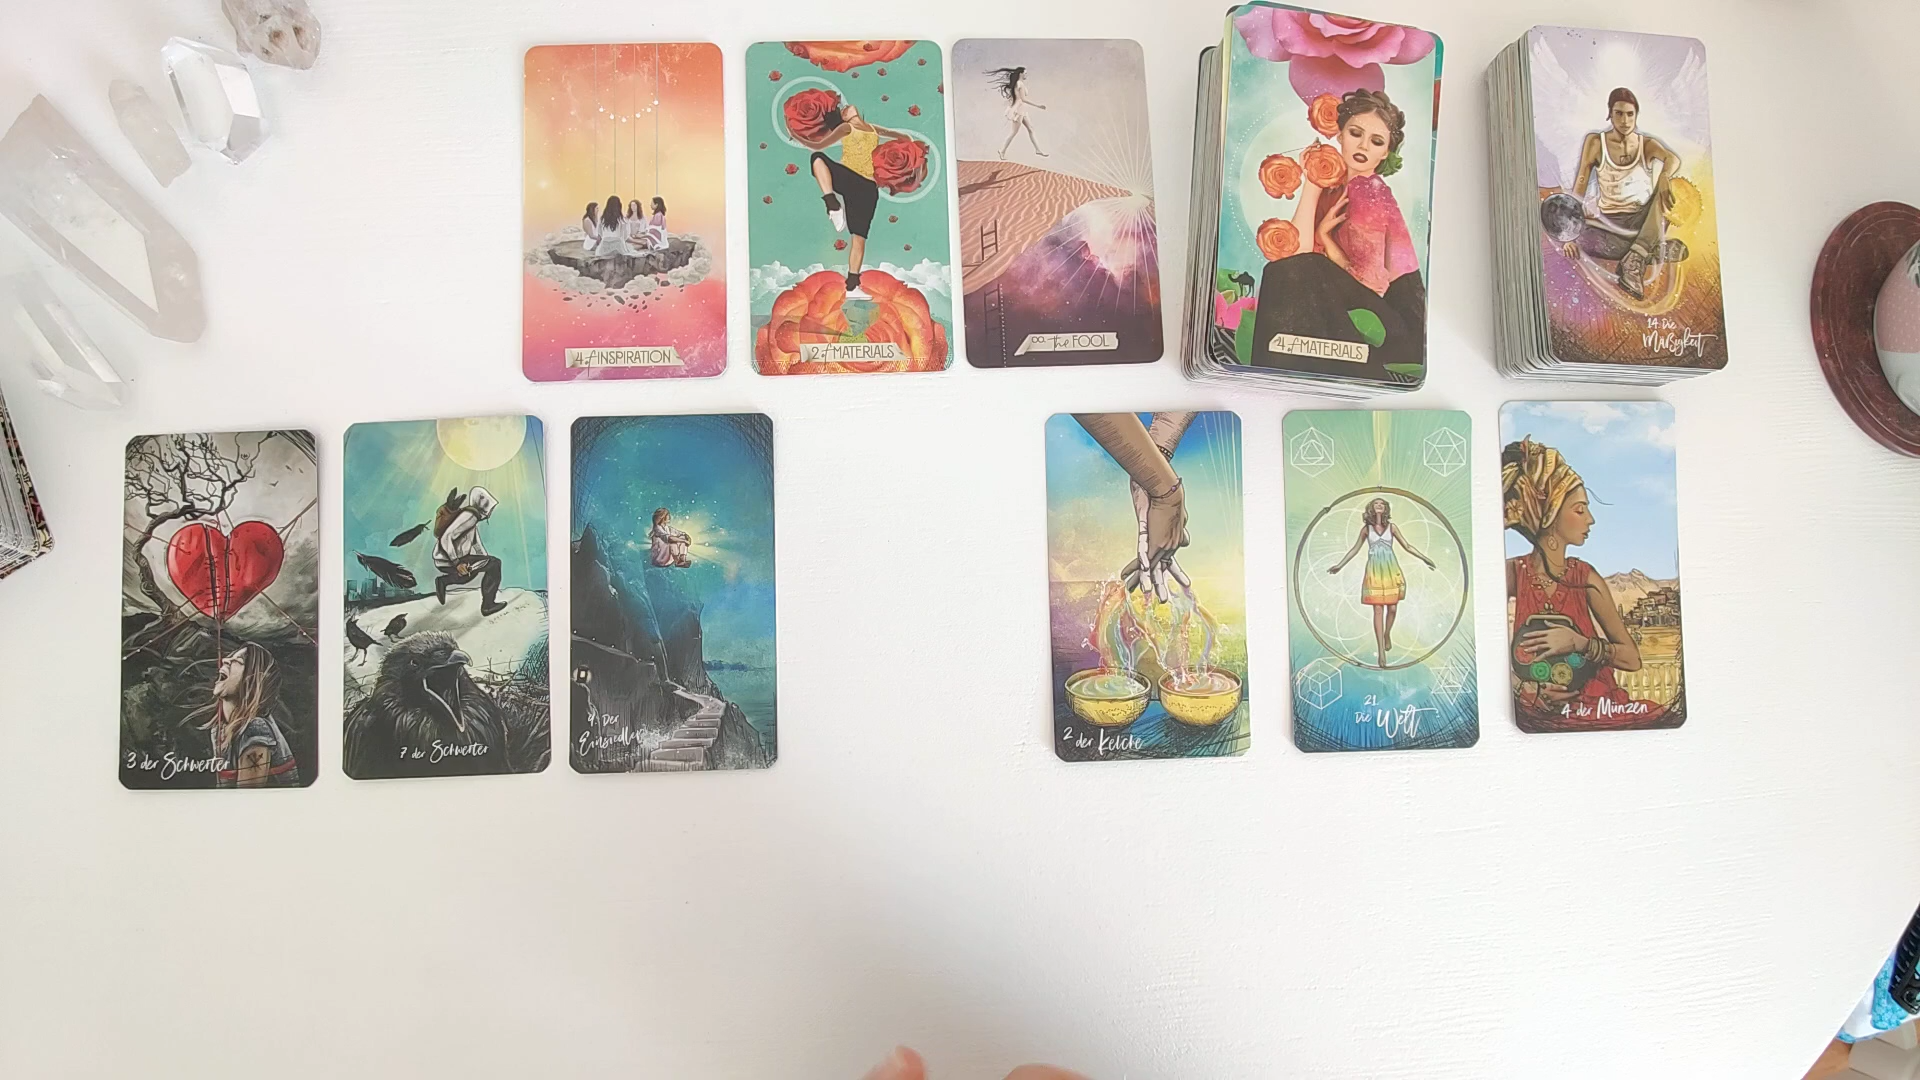 4 of INSPIRATION
2 of MATERIALS
00. the FOOL
4 of MATERIALS
14. Die
Mäßigkeit
3 der Schwerter
7 der Schwerter
9. Der
Einsiedler
2 der Kelche
21.
Die Welt
4 der Münzen